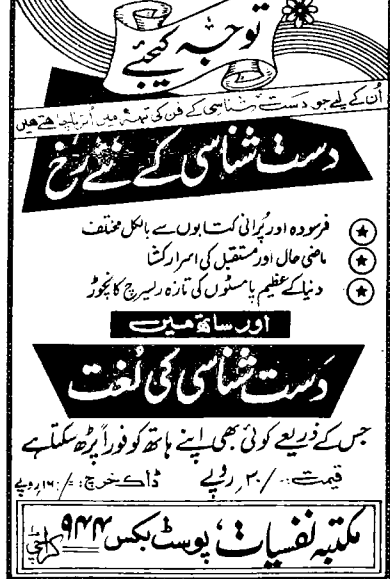 توجہ کیجئے
اُن کے لیے جو دست شناسی کے فن کی تہہ میں اُترنا چاہتے ہیں
دست شناسی کے نئے رُخ
فرسودہ اور پُرانی کتابوں سے بالکل مختلف
ماضی حال اور مستقبل کی اسرار کشا
دنیا کے عظیم پامسٹوں کی تازہ ریسرچ کا نچوڑ
اور ساتھ میں
دست شناسی کی لغت
جس کے ذریعے کوئی بھی اپنے ہاتھ کو فوراً پڑھ سکتا ہے
قیمت:۔/۳۰ روپے ڈاک خرچ:۔/۱۶ روپے
مکتبہ نفسیات، پوسٹ بکس ۹۴۴ کراچی